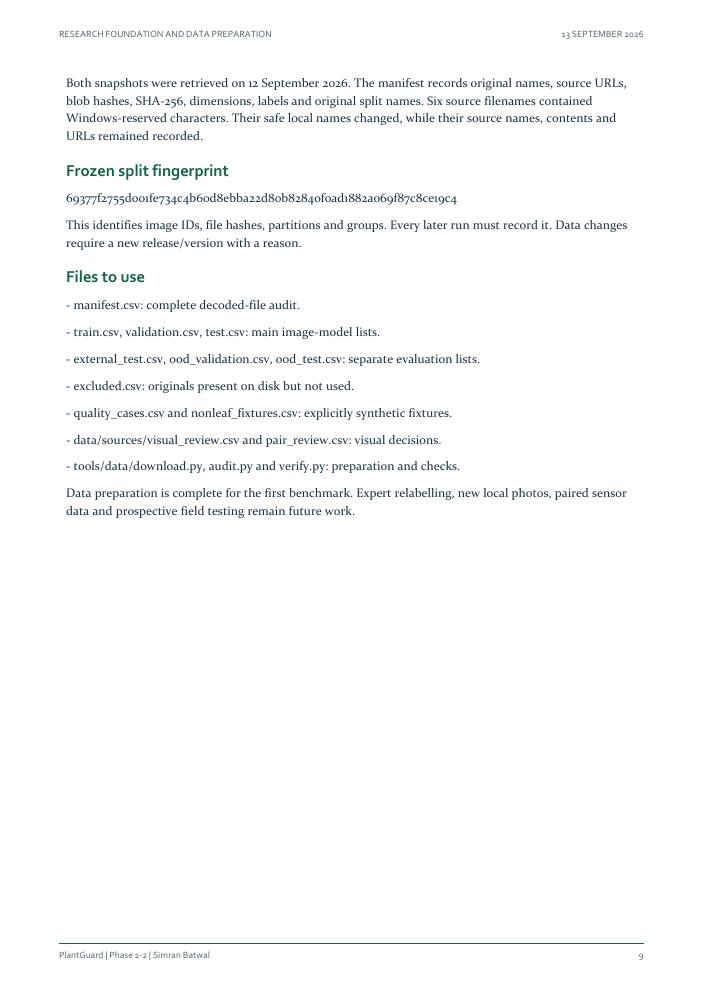 RESEARCH FOUNDATION AND DATA PREPARATION
13 SEPTEMBER 2026
Both snapshots were retrieved on 12 September 2026. The manifest records original names, source URLs,
blob hashes, SHA-256, dimensions, labels and original split names. Six source filenames contained
Windows-reserved characters. Their safe local names changed, while their source names, contents and
URLs remained recorded.
Frozen split fingerprint
69377f2755d001fe734c4b60d8ebba22d80b82840f0ad1882a069f87c8ce19c4
This identifies image IDs, file hashes, partitions and groups. Every later run must record it. Data changes
require a new release/version with a reason.
Files to use
- manifest.csv: complete decoded-file audit.
- train.csv, validation.csv, test.csv: main image-model lists.
- external_test.csv, ood_validation.csv, ood_test.csv: separate evaluation lists.
- excluded.csv: originals present on disk but not used.
- quality_cases.csv and nonleaf_fixtures.csv: explicitly synthetic fixtures.
- data/sources/visual_review.csv and pair_review.csv: visual decisions.
- tools/data/download.py, audit.py and verify.py: preparation and checks.
Data preparation is complete for the first benchmark. Expert relabelling, new local photos, paired sensor
data and prospective field testing remain future work.
PlantGuard | Phase 1-2 | Simran Batwal
9